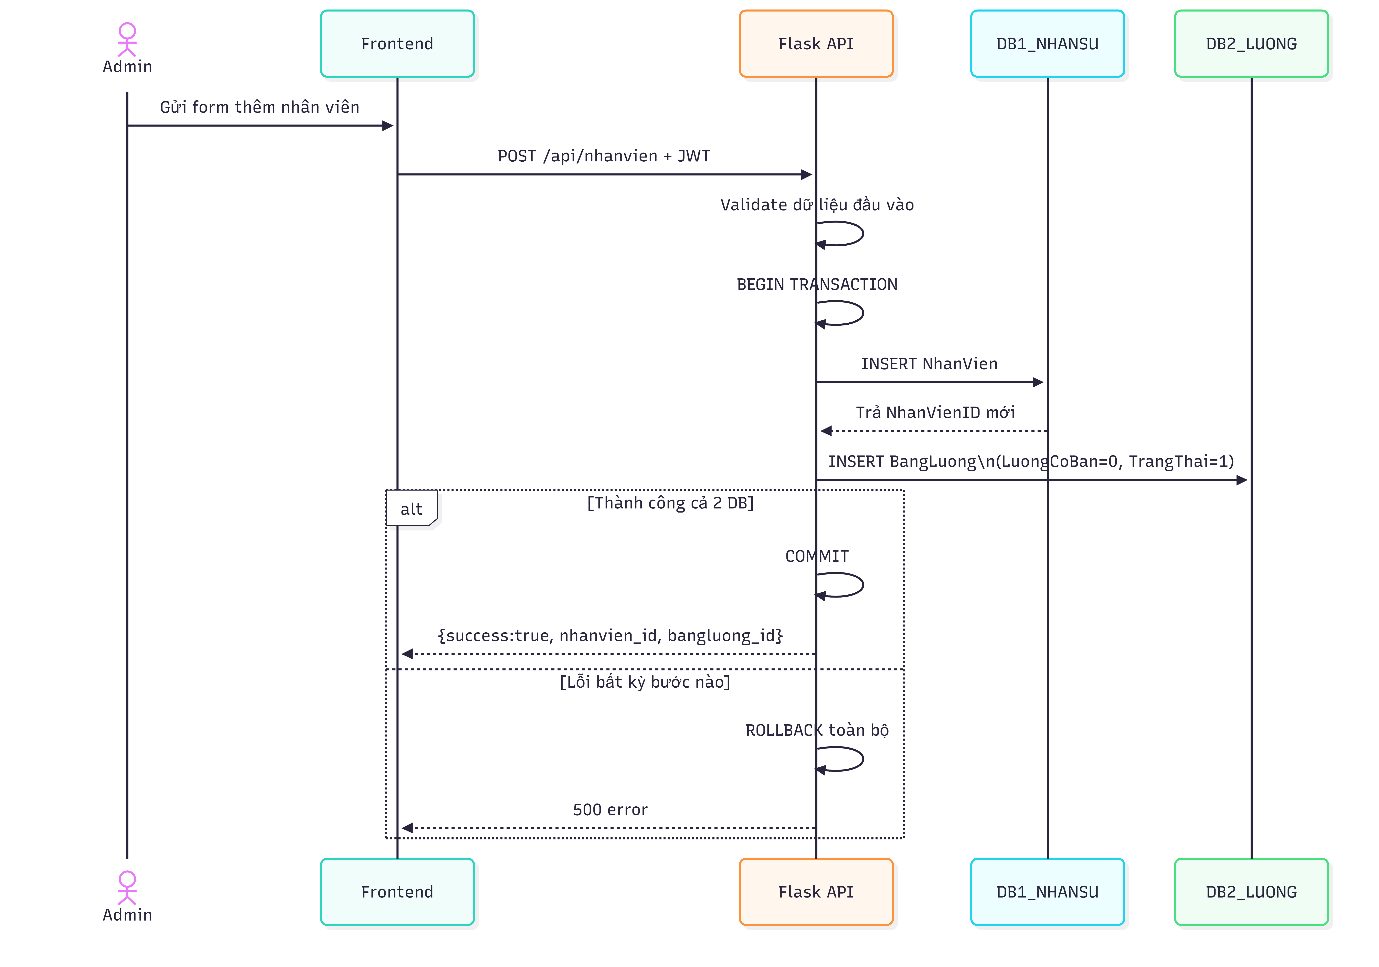 Admin
Frontend
Flask API
DB1_NHANSU
DB2_LUONG
Gửi form thêm nhân viên
POST /api/nhanvien + JWT
Validate dữ liệu đầu vào
BEGIN TRANSACTION
INSERT NhanVien
Trả NhanVienID mới
INSERT BangLuong\n(LuongCoBan=0, TrangThai=1)
alt
[Thành công cả 2 DB]
COMMIT
{success:true, nhanvien_id, bangluong_id}
[Lỗi bất kỳ bước nào]
ROLLBACK toàn bộ
500 error
Admin
Frontend
Flask API
DB1_NHANSU
DB2_LUONG